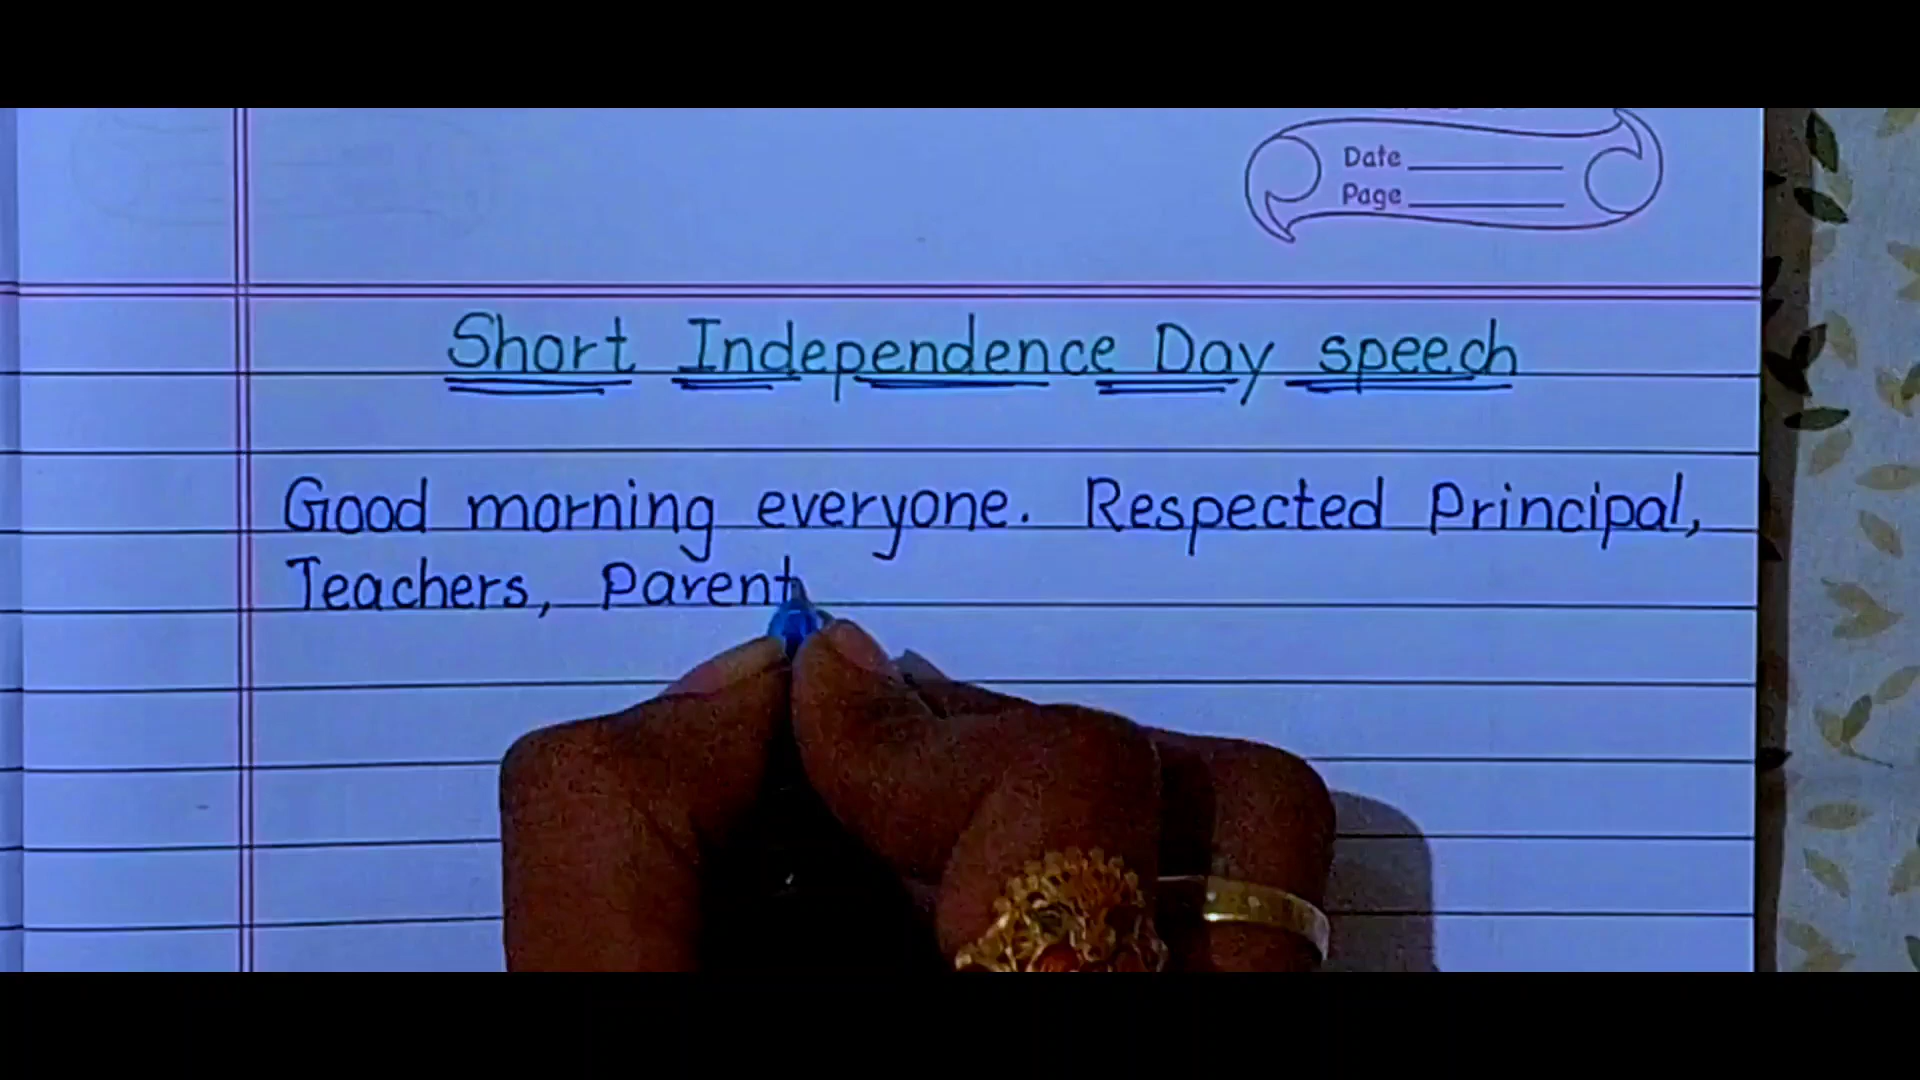 Date
Page
Short Independence Day speech
Good morning everyone. Respected Principal,
Teachers, Parent